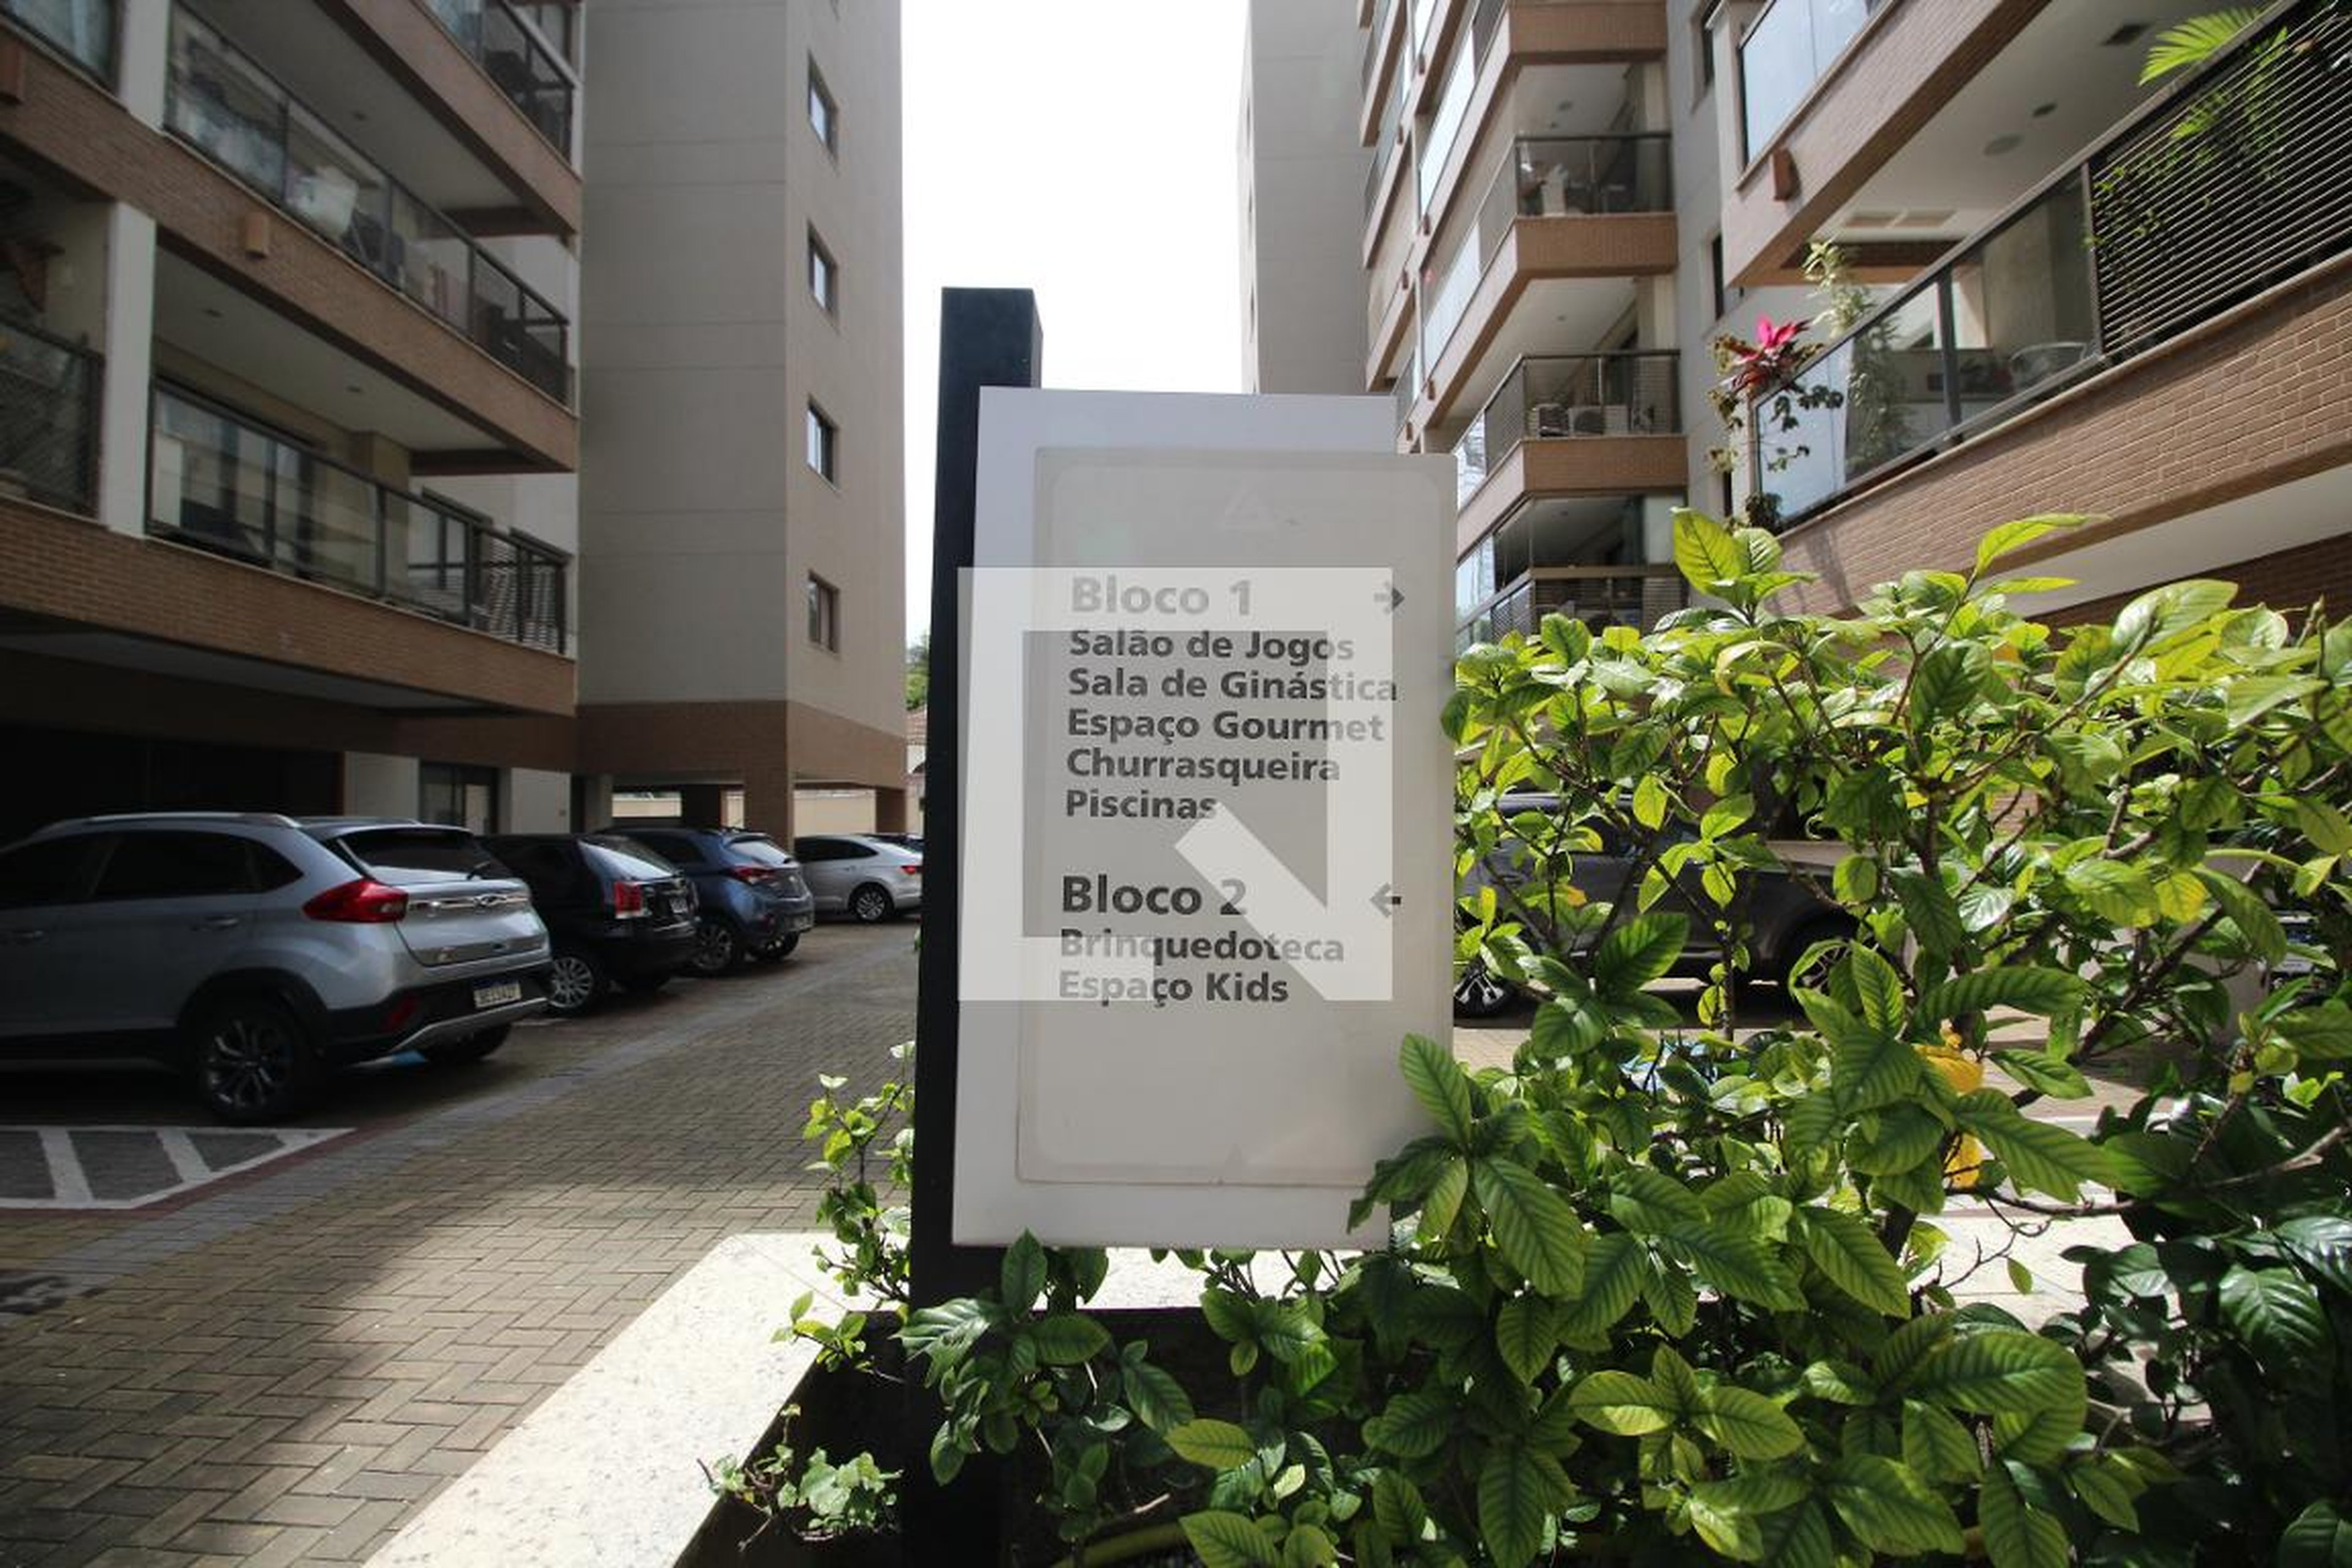 Bloco 1 →
Salão de Jogos
Sala de Ginástica
Espaço Gourmet
Churrasqueira
Piscinas
Bloco 2 ←
Brinquedoteca
Espaço Kids